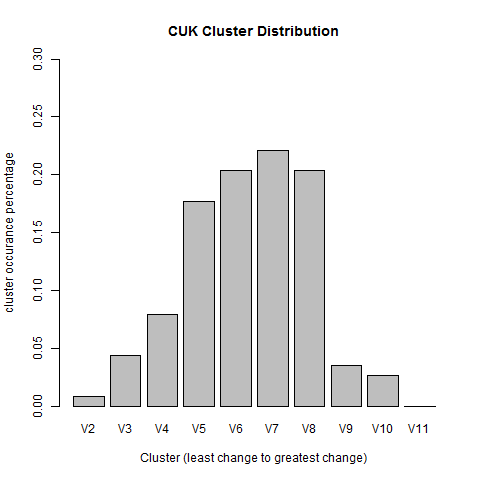 CUK Cluster Distribution
cluster occurance percentage
0.30
0.25
0.20
0.15
0.10
0.05
0.00
V2 V3 V4 V5 V6 V7 V8 V9 V10 V11
Cluster (least change to greatest change)